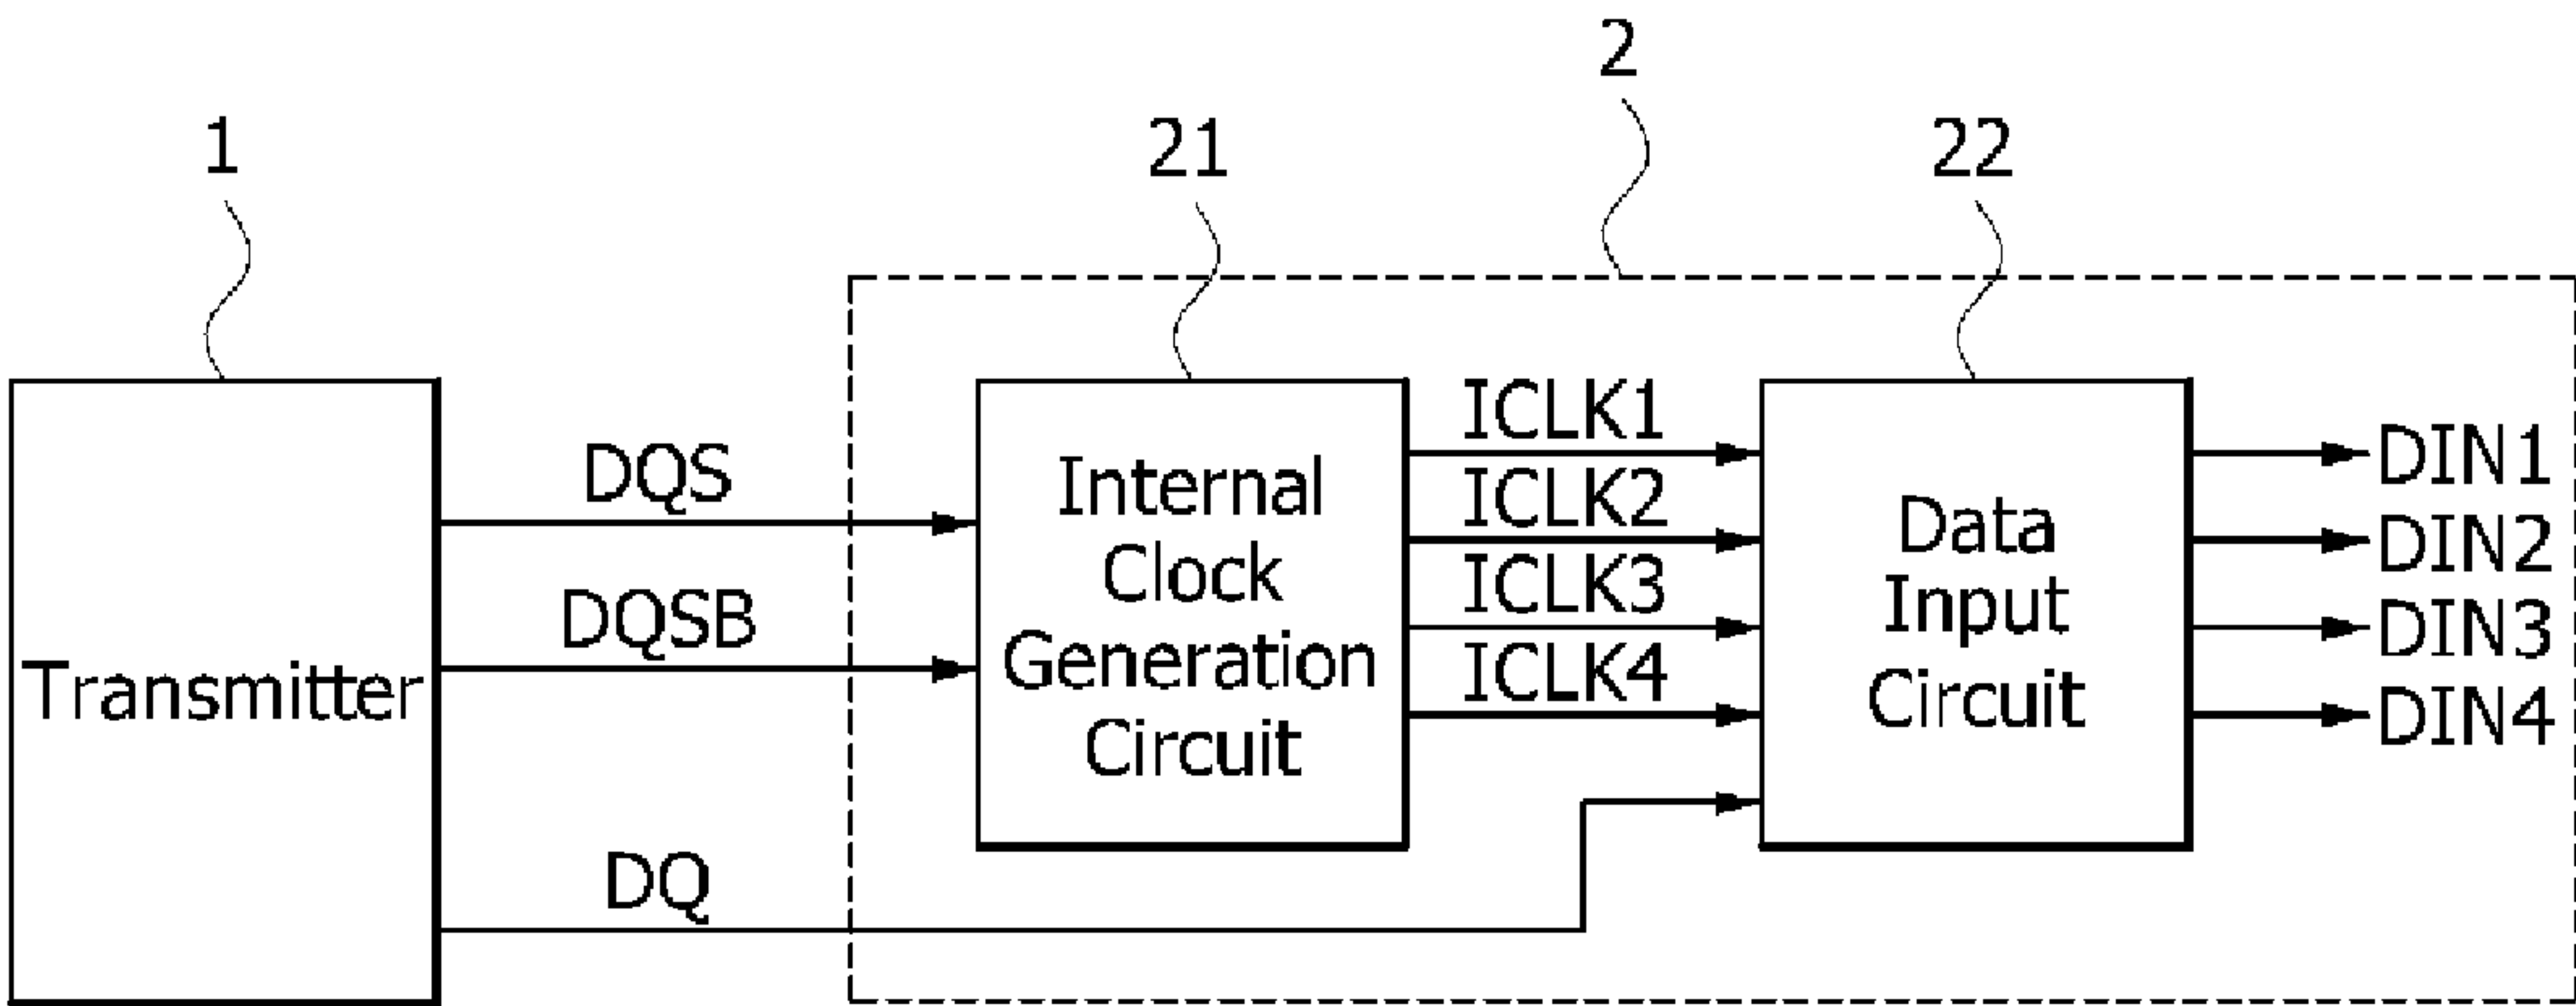 2
1
21
22
Transmitter
DQS
DQSB
DQ
Internal
Clock
Generation
Circuit
ICLK1
ICLK2
ICLK3
ICLK4
Data
Input
Circuit
DIN1
DIN2
DIN3
DIN4